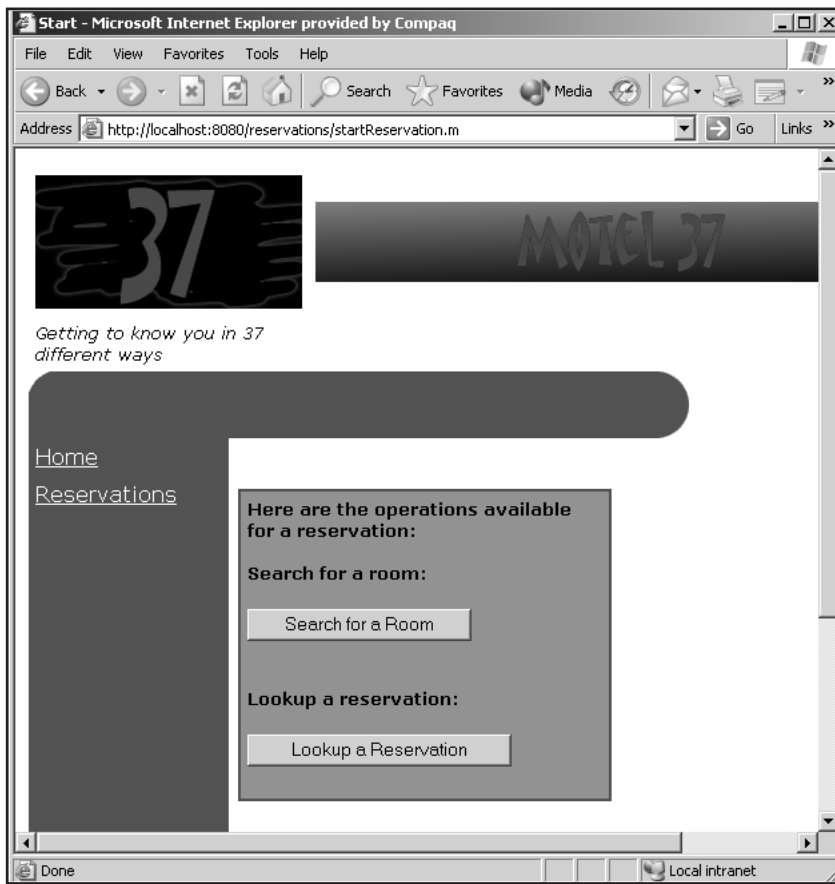 Start - Microsoft Internet Explorer provided by Compaq
File Edit View Favorites Tools Help
Back Search Favorites Media
Address http://localhost:8080/reservations/startReservation.m Go Links
37
MOTEL 37
Getting to know you in 37
different ways
Home
Reservations
Here are the operations available
for a reservation:
Search for a room:
Search for a Room
Lookup a reservation:
Lookup a Reservation
Done Local intranet